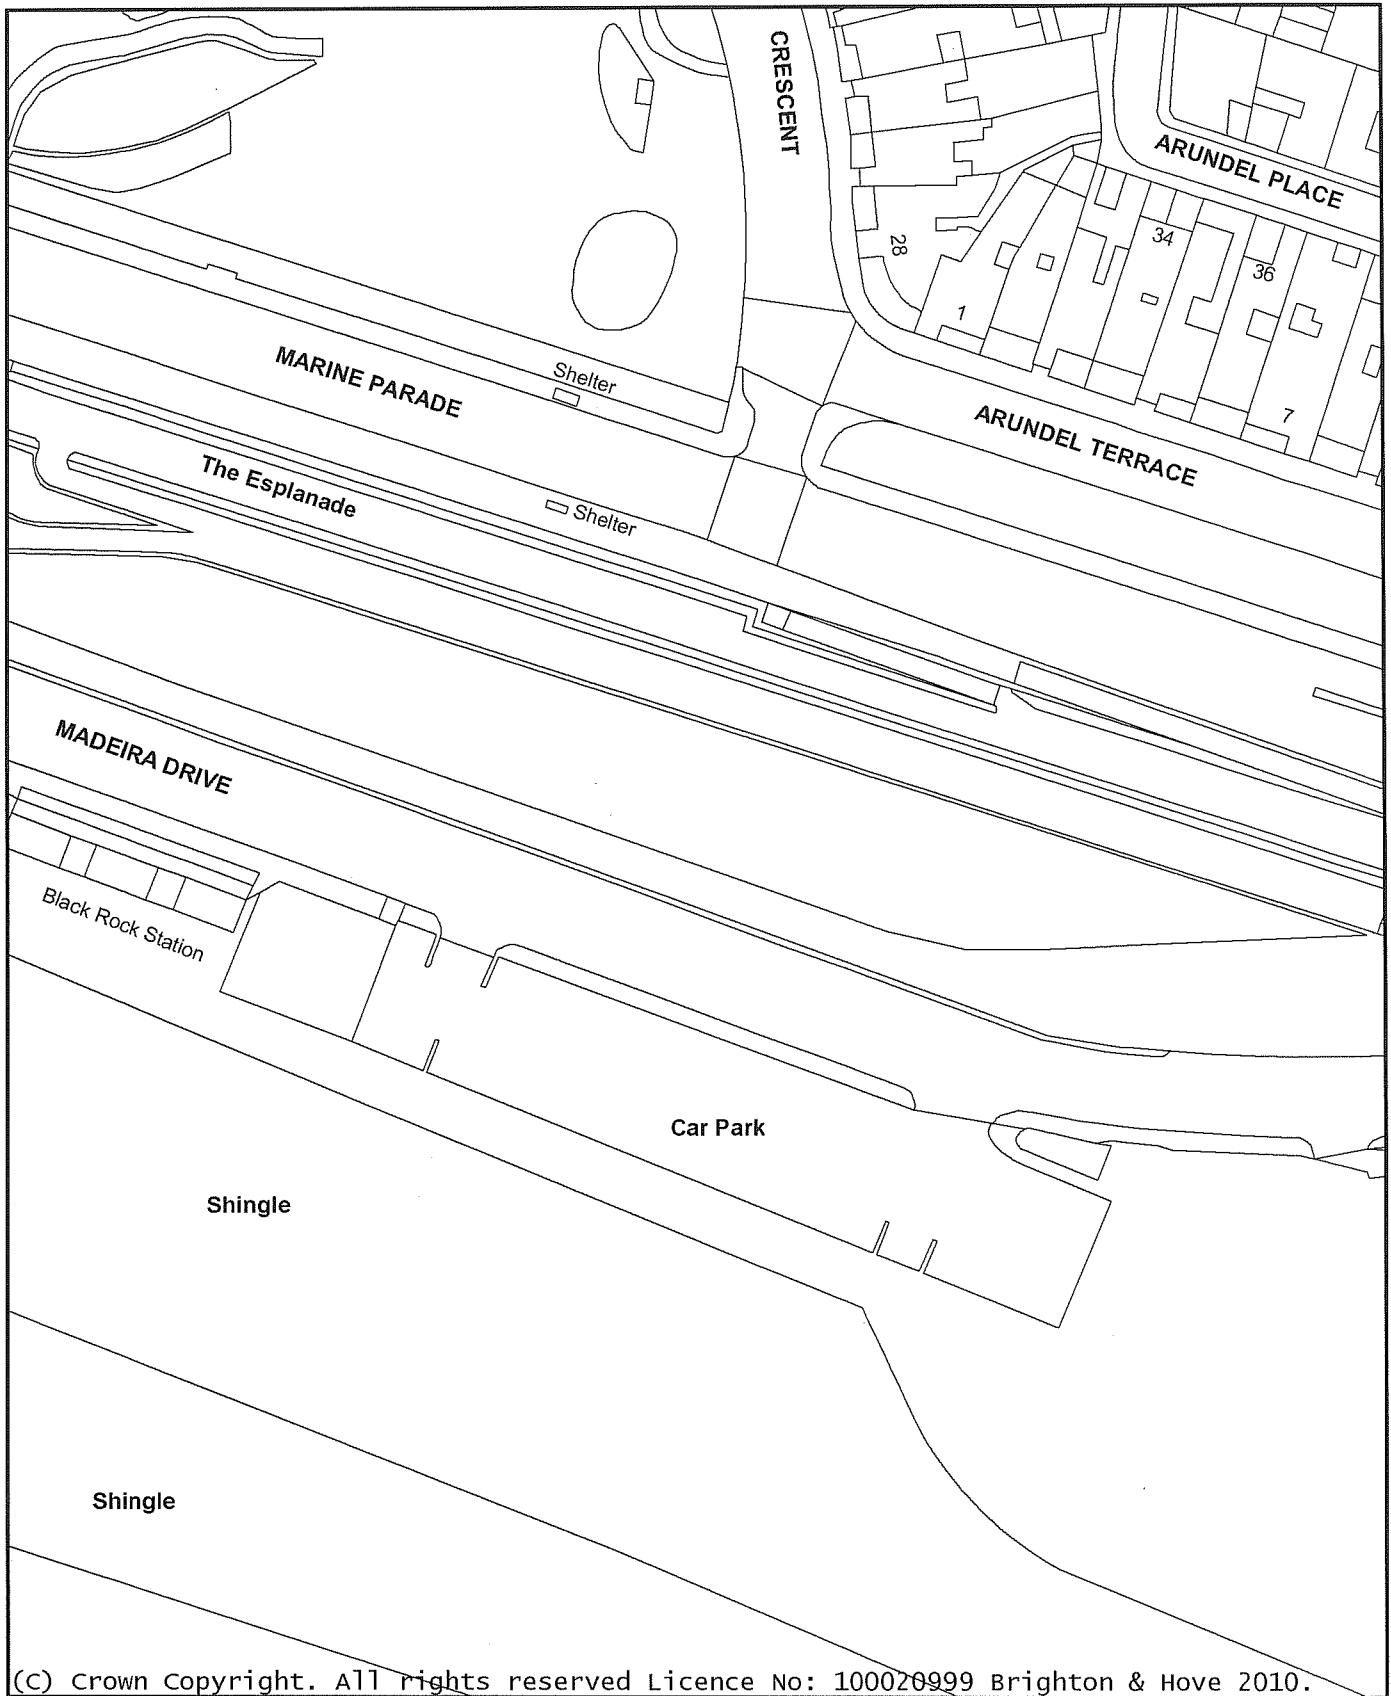 CRESCENT
ARUNDEL PLACE
28
34
36
1
7
MARINE PARADE
Shelter
ARUNDEL TERRACE
The Esplanade
Shelter
MADEIRA DRIVE
Black Rock Station
Car Park
Shingle
Shingle
(C) Crown Copyright. All rights reserved Licence No: 100020999 Brighton & Hove 2010.